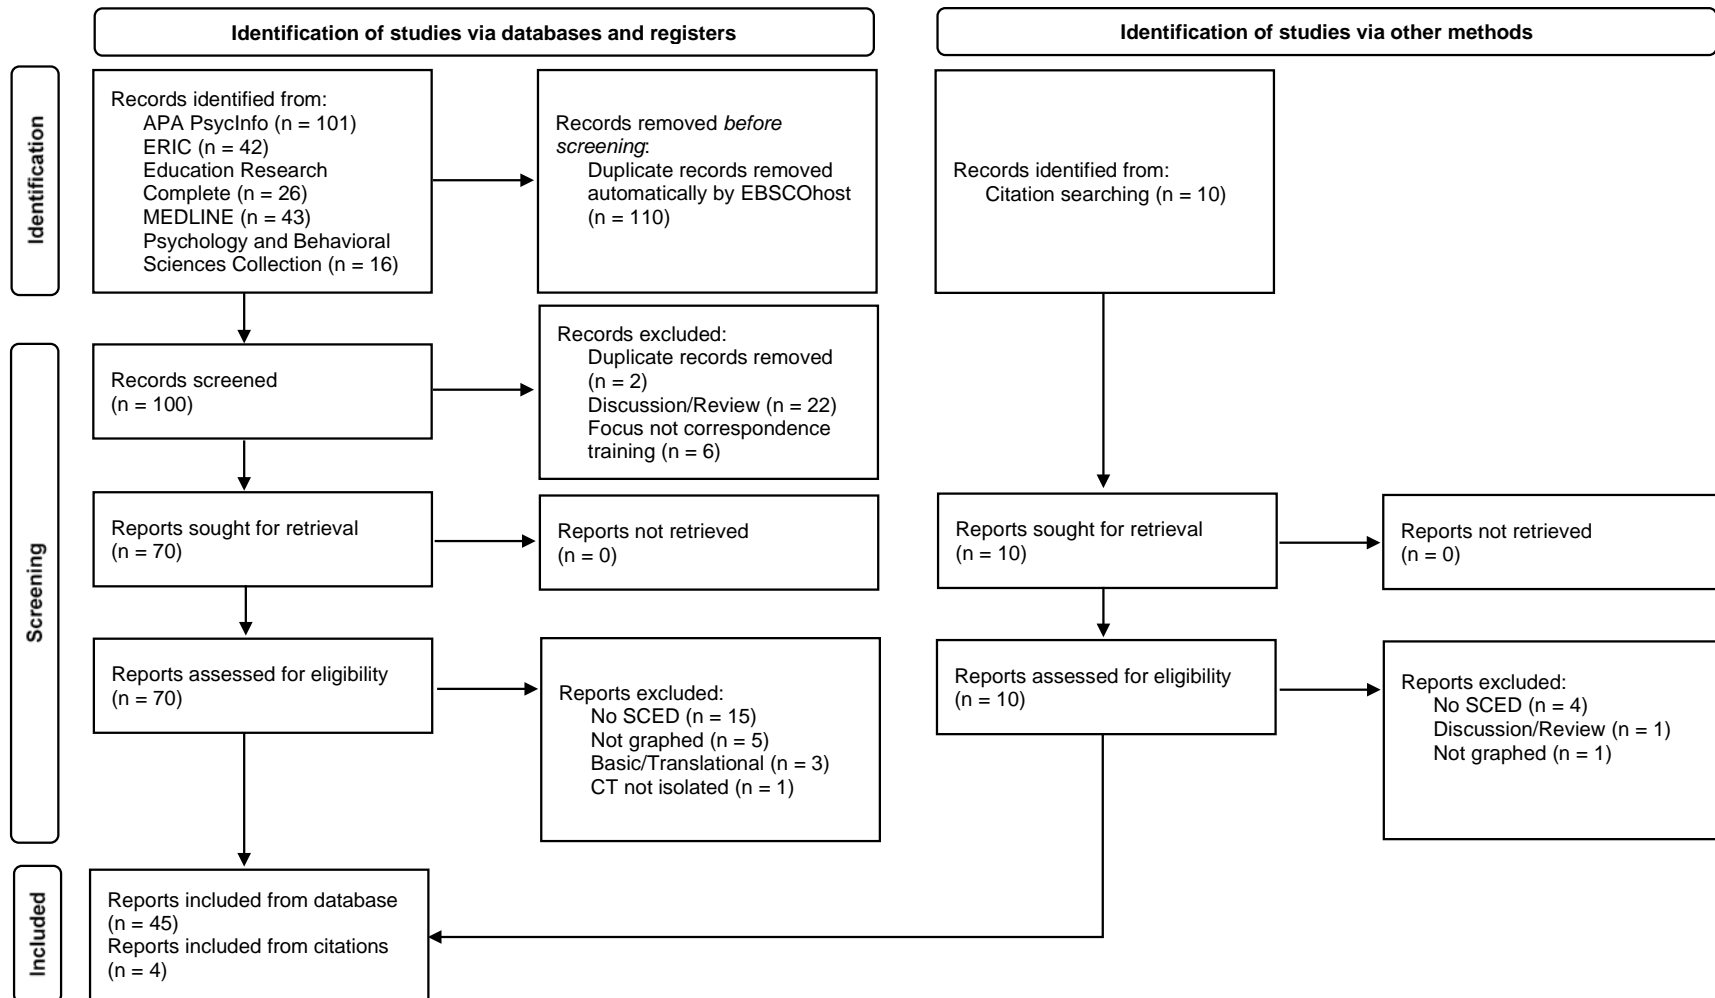 Identification of studies via databases and registers
Identification of studies via other methods
Identification
Records identified from:
APA PsycInfo (n = 101)
ERIC (n = 42)
Education Research
Complete (n = 26)
MEDLINE (n = 43)
Psychology and Behavioral
Sciences Collection (n = 16)
Records removed before
screening:
Duplicate records removed
automatically by EBSCOhost
(n = 110)
Records identified from:
Citation searching (n = 10)
Screening
Records screened
(n = 100)
Records excluded:
Duplicate records removed
(n = 2)
Discussion/Review (n = 22)
Focus not correspondence
training (n = 6)
Reports sought for retrieval
(n = 70)
Reports not retrieved
(n = 0)
Reports sought for retrieval
(n = 10)
Reports not retrieved
(n = 0)
Reports assessed for eligibility
(n = 70)
Reports excluded:
No SCED (n = 15)
Not graphed (n = 5)
Basic/Translational (n = 3)
CT not isolated (n = 1)
Reports assessed for eligibility
(n = 10)
Reports excluded:
No SCED (n = 4)
Discussion/Review (n = 1)
Not graphed (n = 1)
Included
Reports included from database
(n = 45)
Reports included from citations
(n = 4)